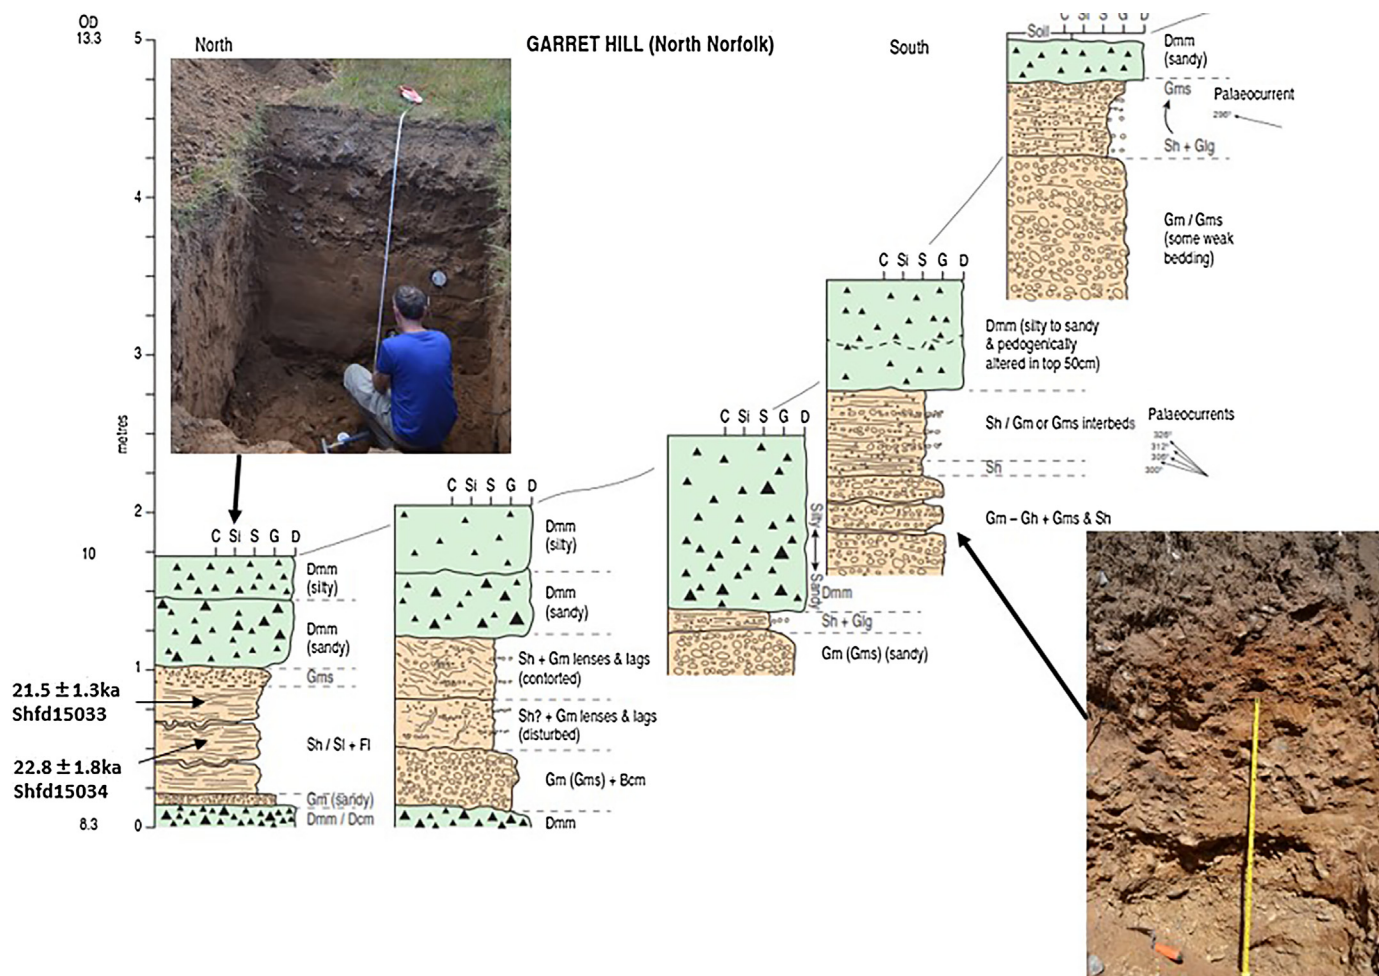 OD
13.3
5
4
3
2
1
0
10
8.3
metres
North
GARRET HILL (North Norfolk)
South
C Si S G D
Dmm
(silty)
Dmm
(sandy)
Gms
Sh / Sl + Fl
Gm (sandy)
Dmm / Dcm
21.5 ± 1.3ka
Shfd15033
22.8 ± 1.8ka
Shfd15034
C Si S G D
Dmm
(silty)
Dmm
(sandy)
Sh + Gm lenses & lags
(contorted)
Sh? + Gm lenses & lags
(disturbed)
Gm (Gms) + Bcm
Dmm
C Si S G D
Silty
Sandy
Dmm
Sh + Glg
Gm (Gms) (sandy)
C Si S G D
Dmm (silty to sandy
& pedogenically
altered in top 50cm)
Sh / Gm or Gms interbeds
Sh
Gm – Gh + Gms & Sh
Palaeocurrents
326°
312°
306°
300°
C Si S G D
Soil
Dmm
(sandy)
Gms
Sh + Glg
Gm / Gms
(some weak
bedding)
Palaeocurrent
296°